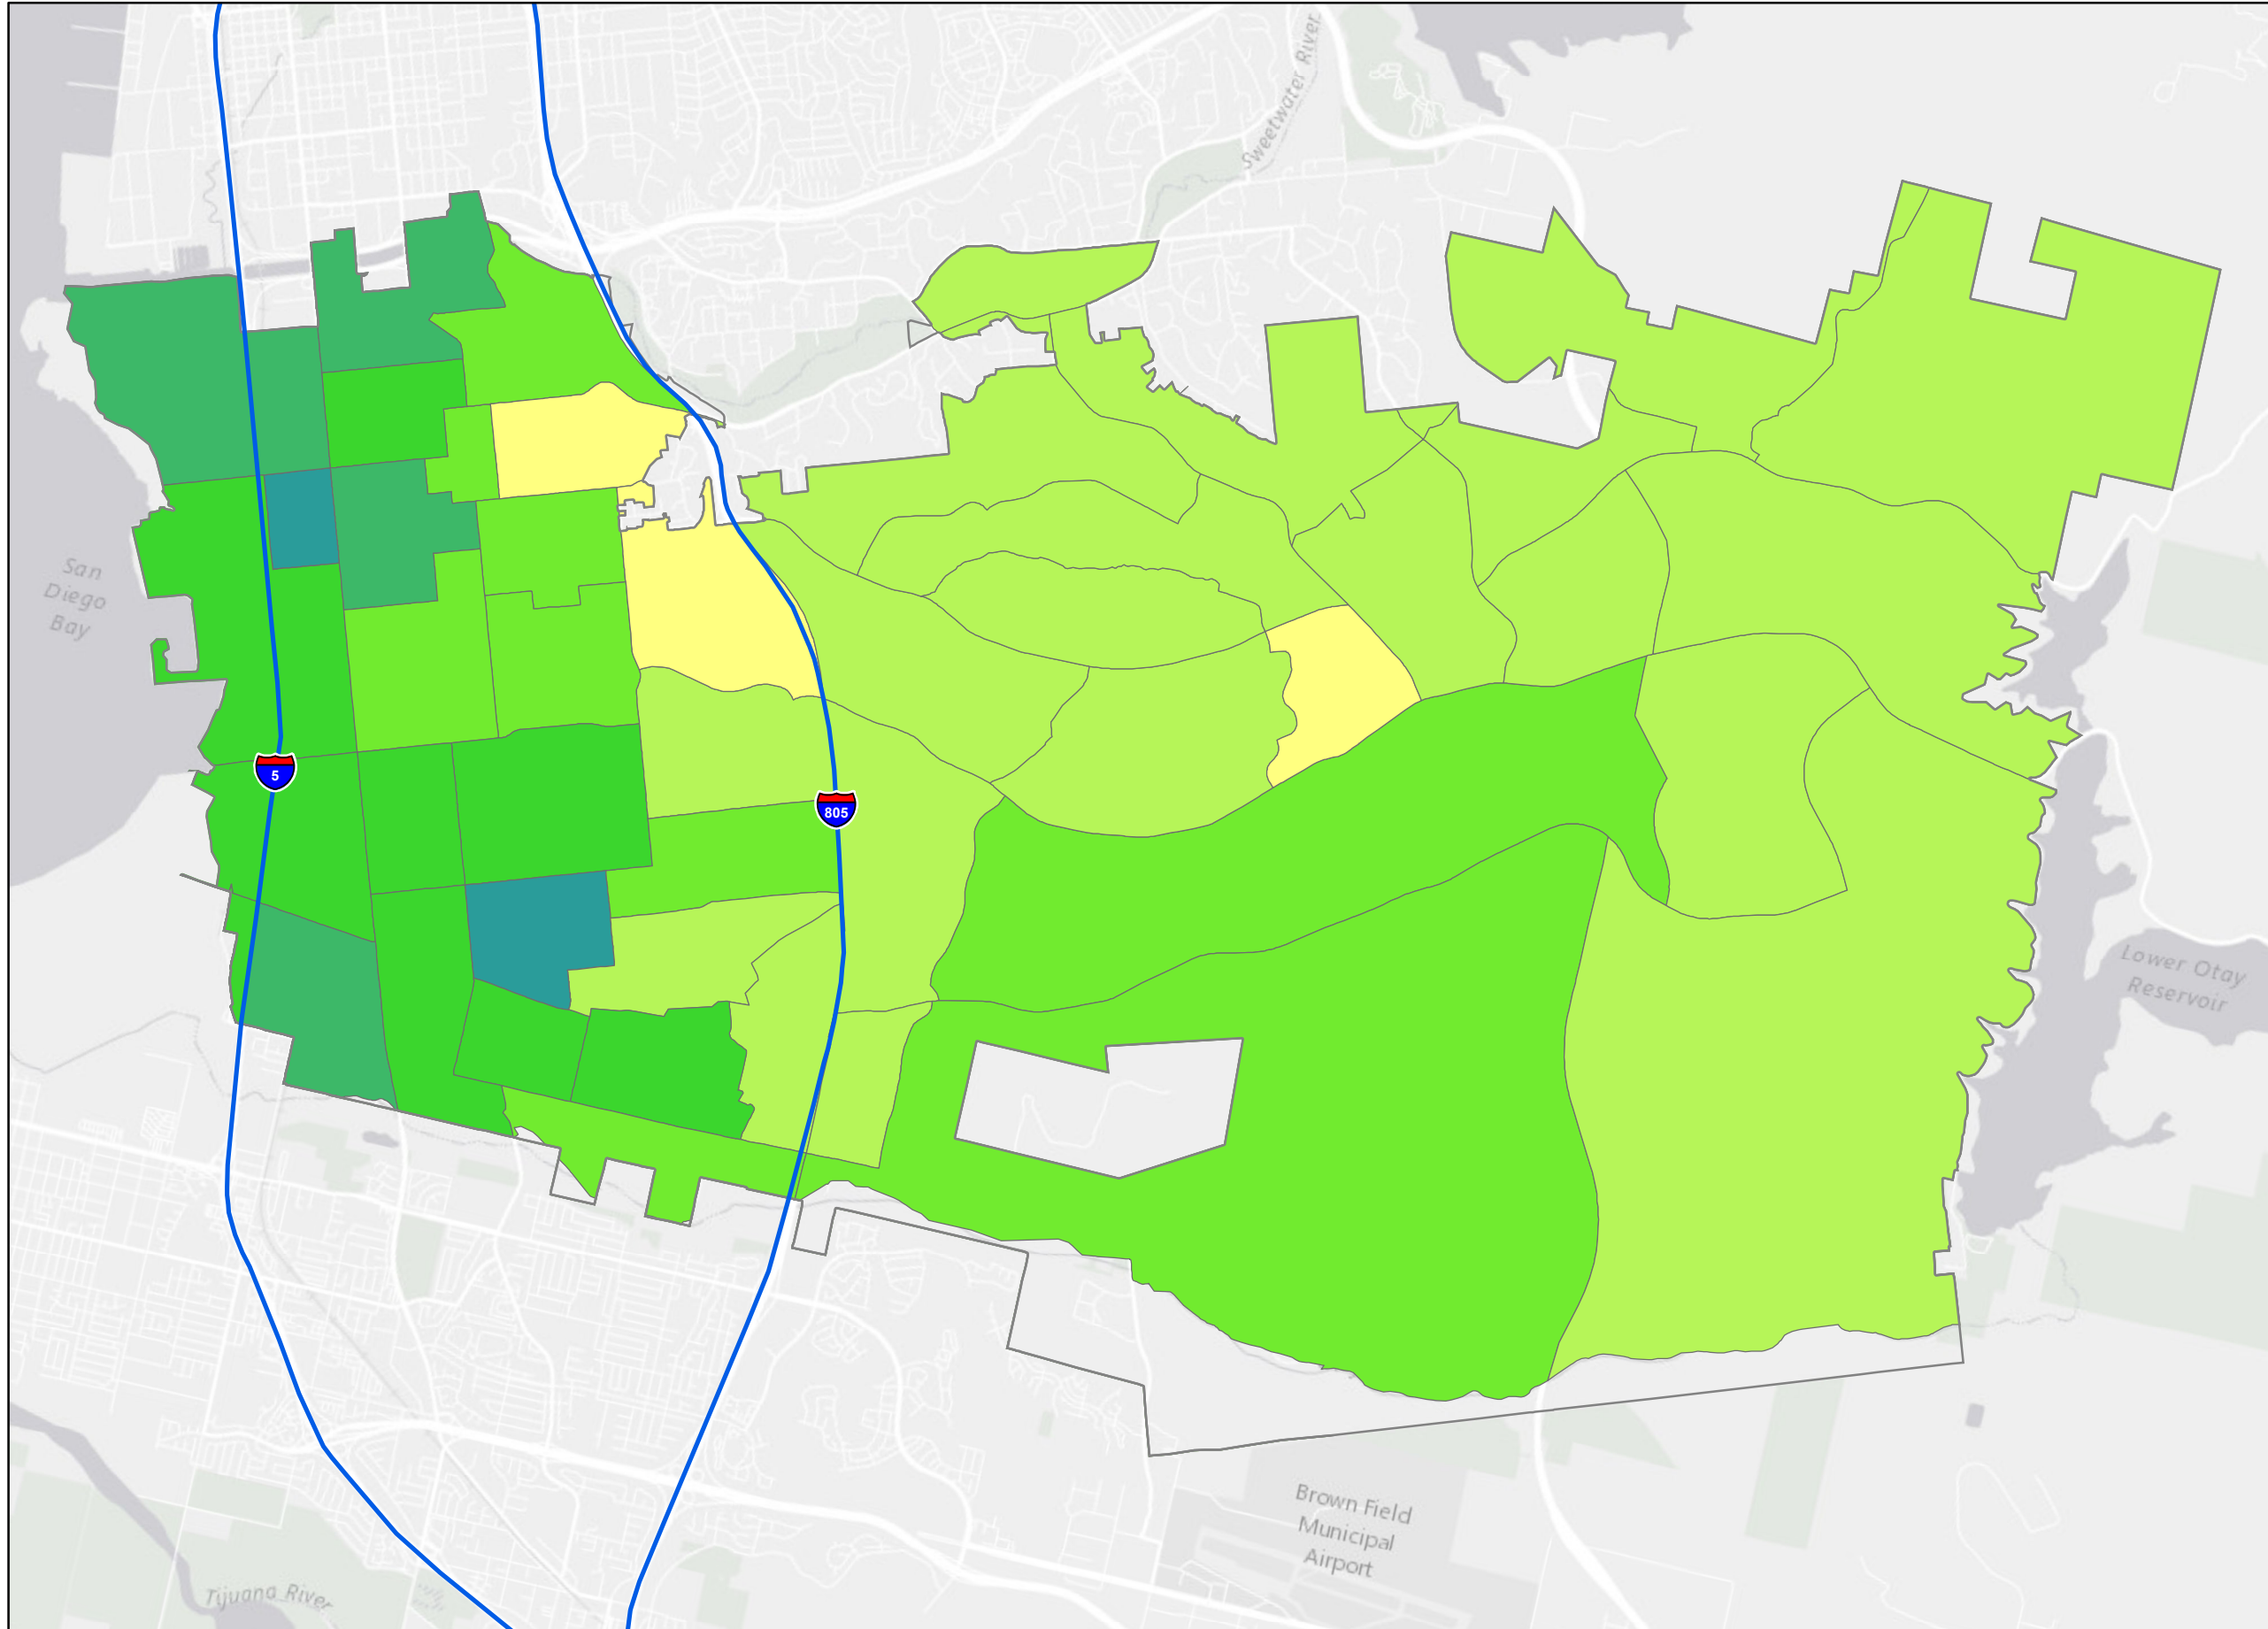 Sweetwater River
San
Diego
Bay
5
805
Lower Otay
Reservoir
Brown Field
Municipal
Airport
Tijuana River